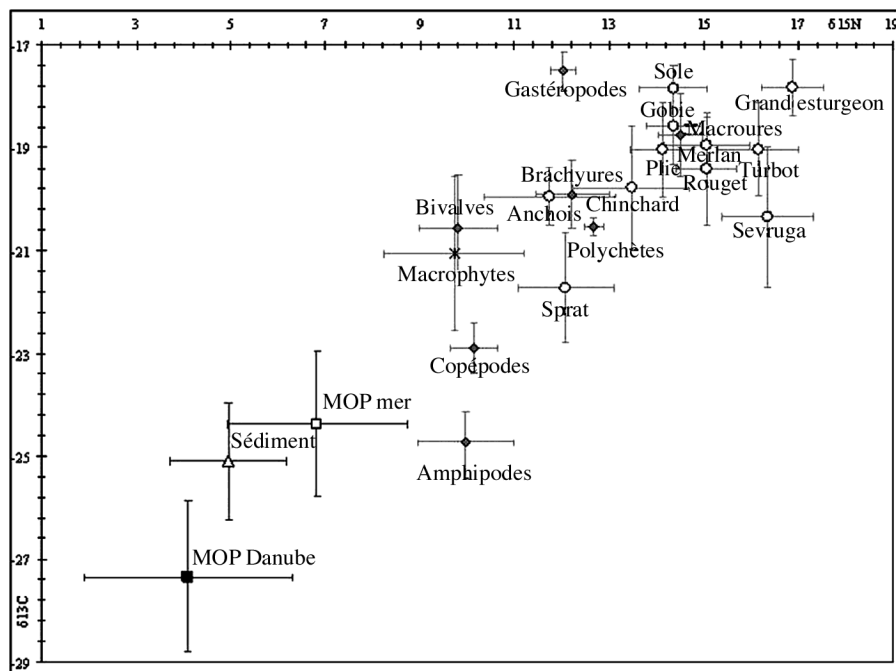 1 3 5 7 9 11 13 15 17 δ15N 19
-17
Sole
Gastéropodes
Grand esturgeon
Gobie
-19
Macroures
Merlan
Plie
Turbot
Brachyures
Rouget
Bivalves
Anchois
Chinchard
Sevruga
-21
Polychètes
Macrophytes
Sprat
-23
Copépodes
MOP mer
Sédiment
-25
Amphipodes
-27
MOP Danube
δ13C
-29